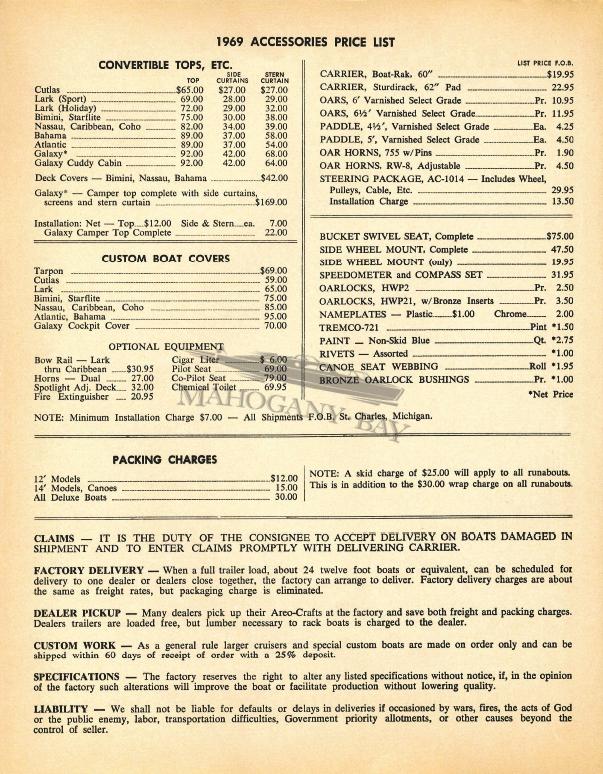 1969 ACCESSORIES PRICE LIST
CONVERTIBLE TOPS, ETC.
TOP SIDE CURTAINS STERN CURTAIN
Cutlas $65.00 $27.00 $27.00
Lark (Sport) 69.00 28.00 29.00
Lark (Holiday) 72.00 29.00 32.00
Bimini, Starflite 75.00 30.00 38.00
Nassau, Caribbean, Coho 82.00 34.00 39.00
Bahama 89.00 37.00 58.00
Atlantic 89.00 37.00 54.00
Galaxy* 92.00 42.00 68.00
Galaxy Cuddy Cabin 92.00 42.00 64.00
Deck Covers — Bimini, Nassau, Bahama $42.00
Galaxy* — Camper top complete with side curtains,
screens and stern curtain $169.00
Installation: Net — Top $12.00 Side & Stern ea. 7.00
Galaxy Camper Top Complete 22.00
CUSTOM BOAT COVERS
Tarpon $69.00
Cutlas 59.00
Lark 65.00
Bimini, Starflite 75.00
Nassau, Caribbean, Coho 85.00
Atlantic, Bahama 95.00
Galaxy Cockpit Cover 70.00
OPTIONAL EQUIPMENT
Bow Rail — Lark
thru Caribbean $30.95
Horns — Dual 27.00
Spotlight Adj. Deck 32.00
Fire Extinguisher 20.95
Cigar Liter $ 6.00
Pilot Seat 69.00
Co-Pilot Seat 79.00
Chemical Toilet 69.95
LIST PRICE F.O.B.
CARRIER, Boat-Rak, 60″ $19.95
CARRIER, Sturdirack, 62″ Pad 22.95
OARS, 6′ Varnished Select Grade Pr. 10.95
OARS, 6½′ Varnished Select Grade Pr. 11.95
PADDLE, 4½′, Varnished Select Grade Ea. 4.25
PADDLE, 5′, Varnished Select Grade Ea. 4.50
OAR HORNS, 755 w/Pins Pr. 1.90
OAR HORNS, RW-8, Adjustable Pr. 4.50
STEERING PACKAGE, AC-1014 — Includes Wheel,
Pulleys, Cable, Etc. 29.95
Installation Charge 13.50
BUCKET SWIVEL SEAT, Complete $75.00
SIDE WHEEL MOUNT, Complete 47.50
SIDE WHEEL MOUNT (only) 19.95
SPEEDOMETER and COMPASS SET 31.95
OARLOCKS, HWP2 Pr. 2.50
OARLOCKS, HWP21, w/Bronze Inserts Pr. 3.50
NAMEPLATES — Plastic $1.00 Chrome 2.00
TREMCO-721 Pint *1.50
PAINT — Non-Skid Blue Qt. *2.75
RIVETS — Assorted *1.00
CANOE SEAT WEBBING Roll *1.95
BRONZE OARLOCK BUSHINGS Pr. *1.00
*Net Price
NOTE: Minimum Installation Charge $7.00 — All Shipments F.O.B. St. Charles, Michigan.
MAHOGANY BAY
PACKING CHARGES
12′ Models $12.00
14′ Models, Canoes 15.00
All Deluxe Boats 30.00
NOTE: A skid charge of $25.00 will apply to all runabouts.
This is in addition to the $30.00 wrap charge on all runabouts.
CLAIMS — IT IS THE DUTY OF THE CONSIGNEE TO ACCEPT DELIVERY ON BOATS DAMAGED IN
SHIPMENT AND TO ENTER CLAIMS PROMPTLY WITH DELIVERING CARRIER.
FACTORY DELIVERY — When a full trailer load, about 24 twelve foot boats or equivalent, can be scheduled for
delivery to one dealer or dealers close together, the factory can arrange to deliver. Factory delivery charges are about
the same as freight rates, but packaging charge is eliminated.
DEALER PICKUP — Many dealers pick up their Areo-Crafts at the factory and save both freight and packing charges.
Dealers trailers are loaded free, but lumber necessary to rack boats is charged to the dealer.
CUSTOM WORK — As a general rule larger cruisers and special custom boats are made on order only and can be
shipped within 60 days of receipt of order with a 25% deposit.
SPECIFICATIONS — The factory reserves the right to alter any listed specifications without notice, if, in the opinion
of the factory such alterations will improve the boat or facilitate production without lowering quality.
LIABILITY — We shall not be liable for defaults or delays in deliveries if occasioned by wars, fires, the acts of God
or the public enemy, labor, transportation difficulties, Government priority allotments, or other causes beyond the
control of seller.